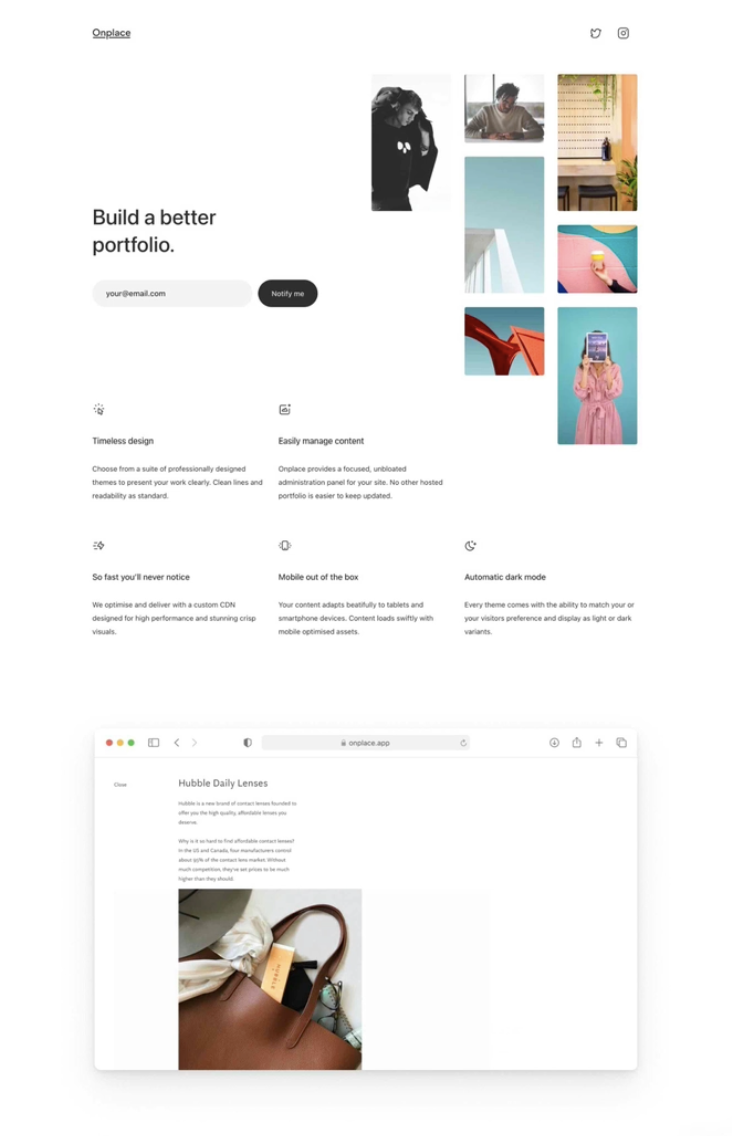 Onplace
Build a better
portfolio.
your@email.com
Notify me
Timeless design
Choose from a suite of professionally designed
themes to present your work clearly. Clean lines and
readability as standard.
Easily manage content
Onplace provides a focused, unbloated
administration panel for your site. No other hosted
portfolio is easier to keep updated.
So fast you'll never notice
We optimise and deliver with a custom CDN
designed for high performance and stunning crisp
visuals.
Mobile out of the box
Your content adapts beatifully to tablets and
smartphone devices. Content loads swiftly with
mobile optimised assets.
Automatic dark mode
Every theme comes with the ability to match your or
your visitors preference and display as light or dark
variants.
onplace.app
Close
Hubble Daily Lenses
Hubble is a new brand of contact lenses founded to
offer you the high quality, affordable lenses you
deserve.
Why is it so hard to find affordable contact lenses?
In the US and Canada, four manufacturers control
about 95% of the contact lens market. Without
much competition, they've set prices to be much
higher than they should.